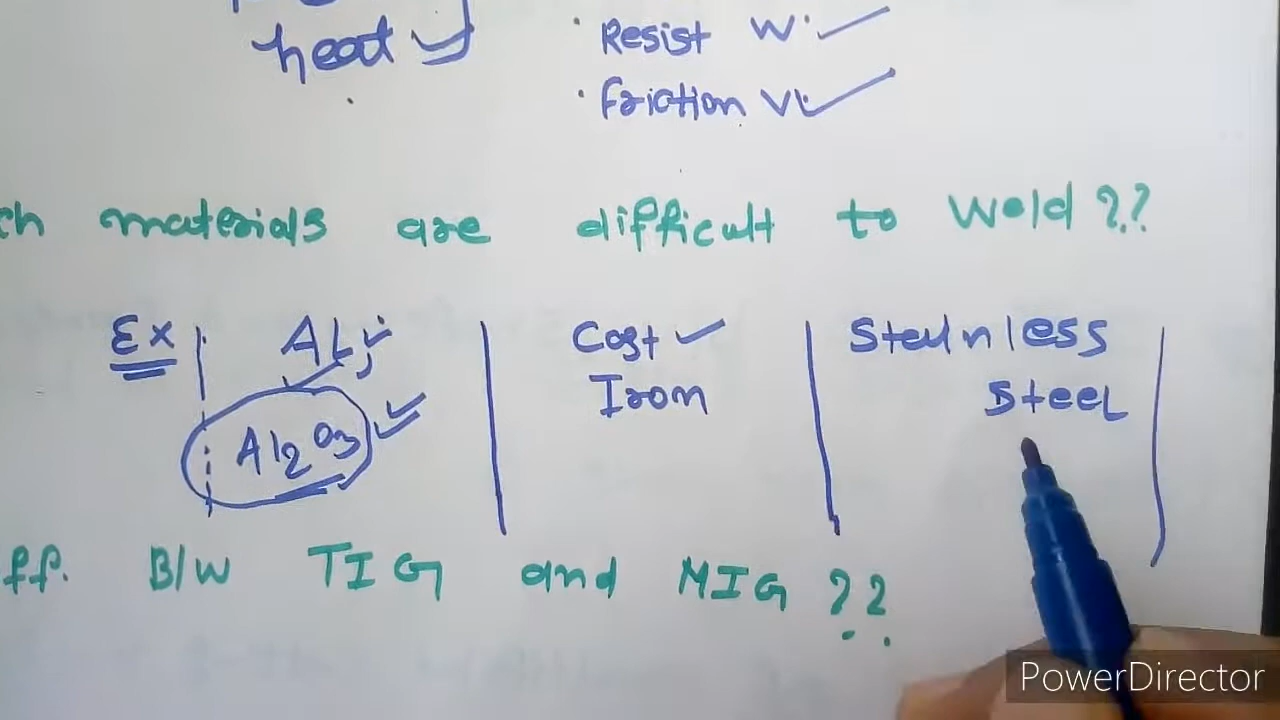 heat
· Resist W.
· Friction W.
ch materials are difficult to Weld ??
Ex
AL,
Al2O3
Cast
Iron
Stainless
Steel
ff. B/W TIG and MIG ??
PowerDirector